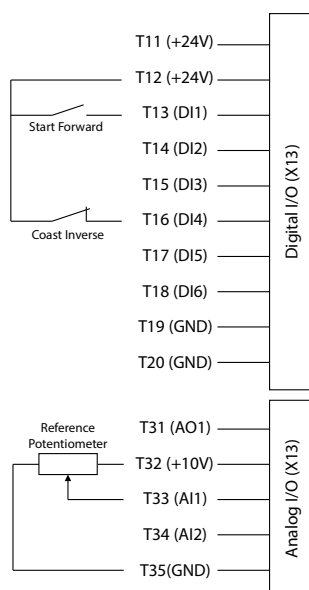 T11 (+24V)
T12 (+24V)
T13 (DI1)
Start Forward
T14 (DI2)
T15 (DI3)
T16 (DI4)
Coast Inverse
T17 (DI5)
T18 (DI6)
T19 (GND)
T20 (GND)
Digital I/O (X13)
Reference
Potentiometer
T31 (AO1)
T32 (+10V)
T33 (AI1)
T34 (AI2)
T35(GND)
Analog I/O (X13)